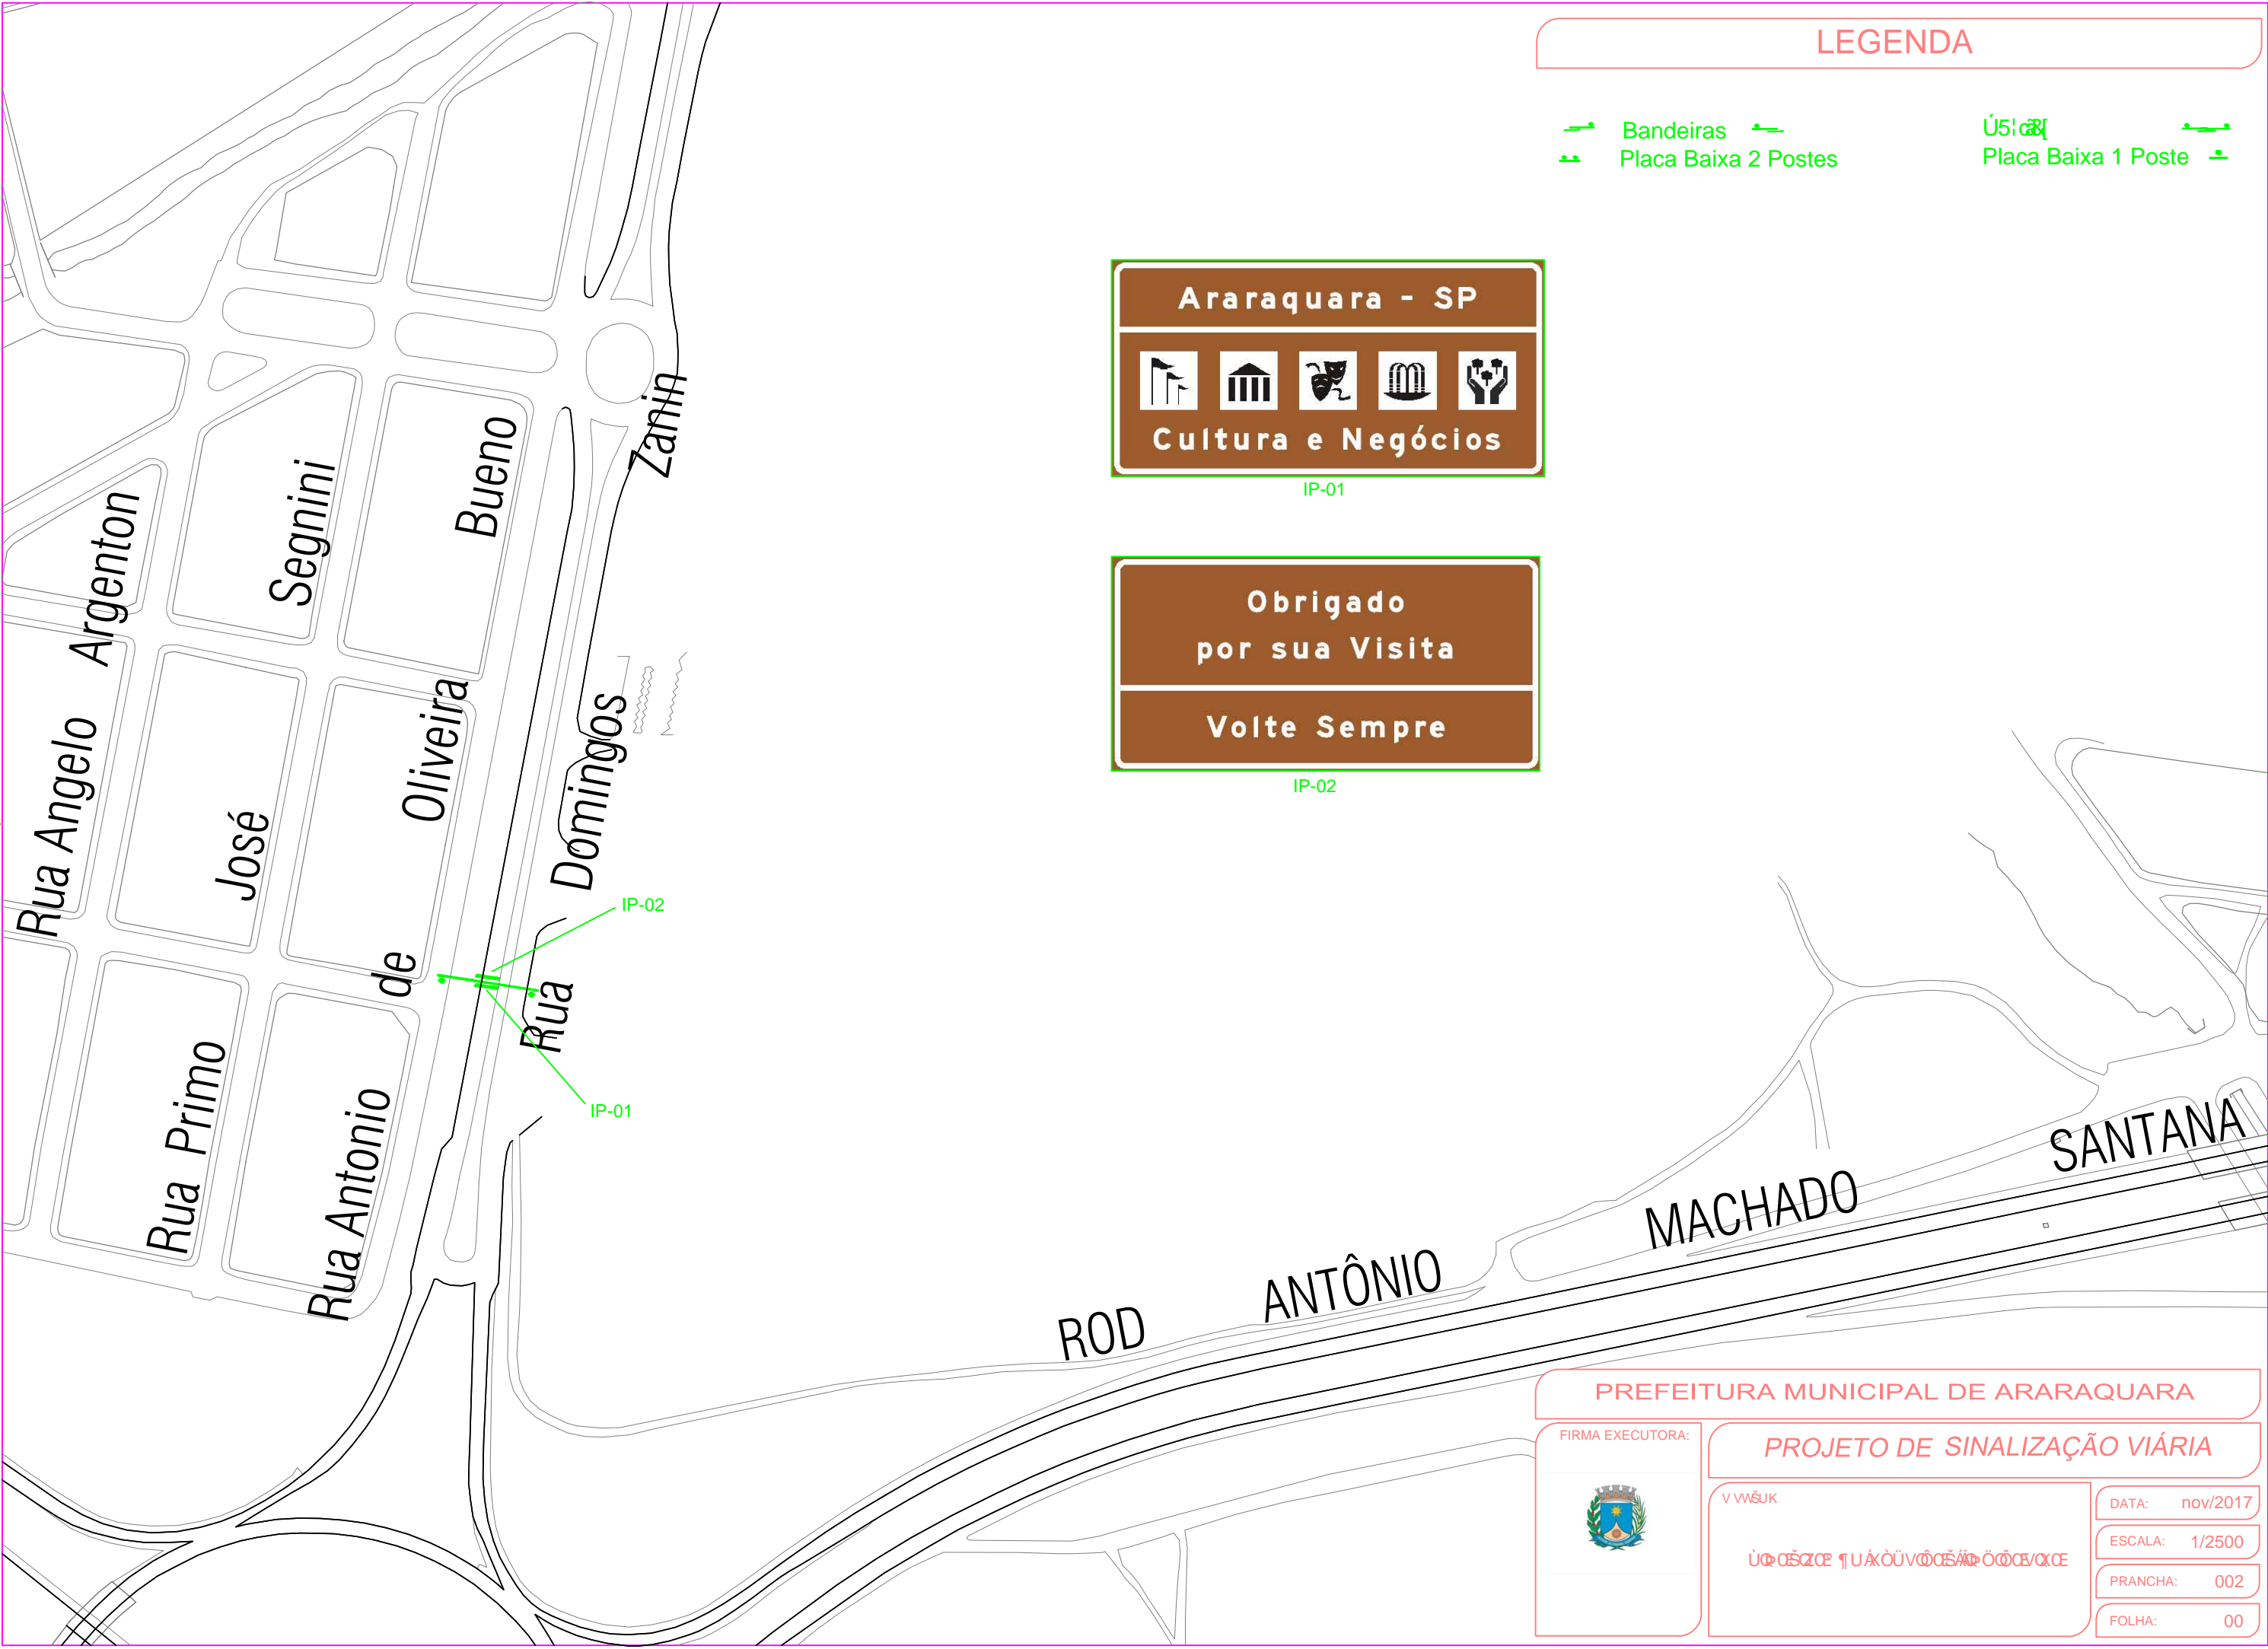 LEGENDA
Bandeiras
Placa Baixa 2 Postes
Placa Baixa 1 Poste
Araraquara - SP
Cultura e Negócios
IP-01
Obrigado
por sua Visita
Volte Sempre
IP-02
Rua Angelo Argenton
Rua Primo José Segnini
Rua Antonio de Oliveira Bueno
Rua Domingos Zanin
IP-02
IP-01
ROD ANTÔNIO MACHADO SANTANA
PREFEITURA MUNICIPAL DE ARARAQUARA
FIRMA EXECUTORA:
PROJETO DE SINALIZAÇÃO VIÁRIA
DATA: nov/2017
ESCALA: 1/2500
PRANCHA: 002
FOLHA: 00